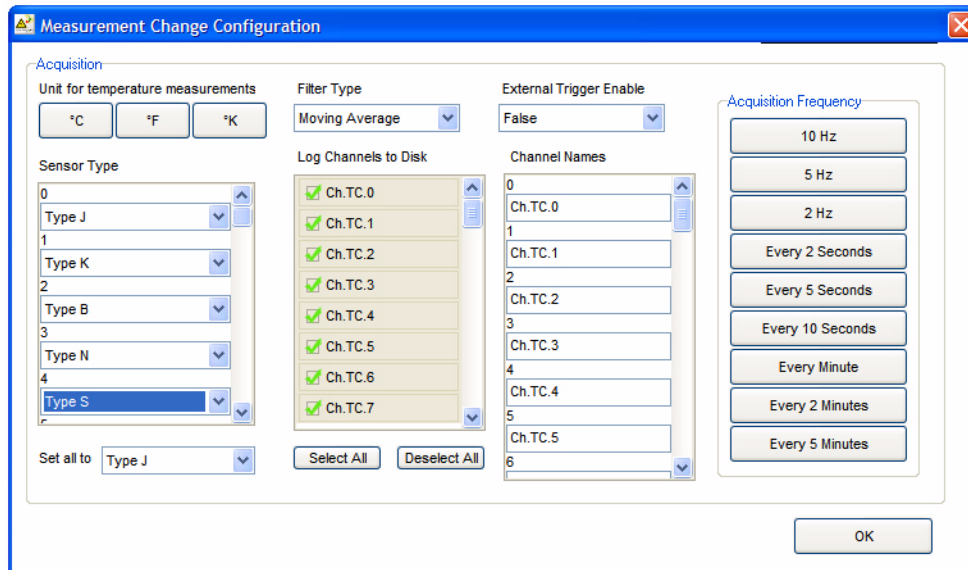 Measurement Change Configuration
Acquisition
Unit for temperature measurements
°C
°F
°K
Sensor Type
0
Type J
1
Type K
2
Type B
3
Type N
4
Type S
Set all to
Type J
Filter Type
Moving Average
Log Channels to Disk
Ch.TC.0
Ch.TC.1
Ch.TC.2
Ch.TC.3
Ch.TC.4
Ch.TC.5
Ch.TC.6
Ch.TC.7
Select All
Deselect All
External Trigger Enable
False
Channel Names
0
Ch.TC.0
1
Ch.TC.1
2
Ch.TC.2
3
Ch.TC.3
4
Ch.TC.4
5
Ch.TC.5
6
Acquisition Frequency
10 Hz
5 Hz
2 Hz
Every 2 Seconds
Every 5 Seconds
Every 10 Seconds
Every Minute
Every 2 Minutes
Every 5 Minutes
OK